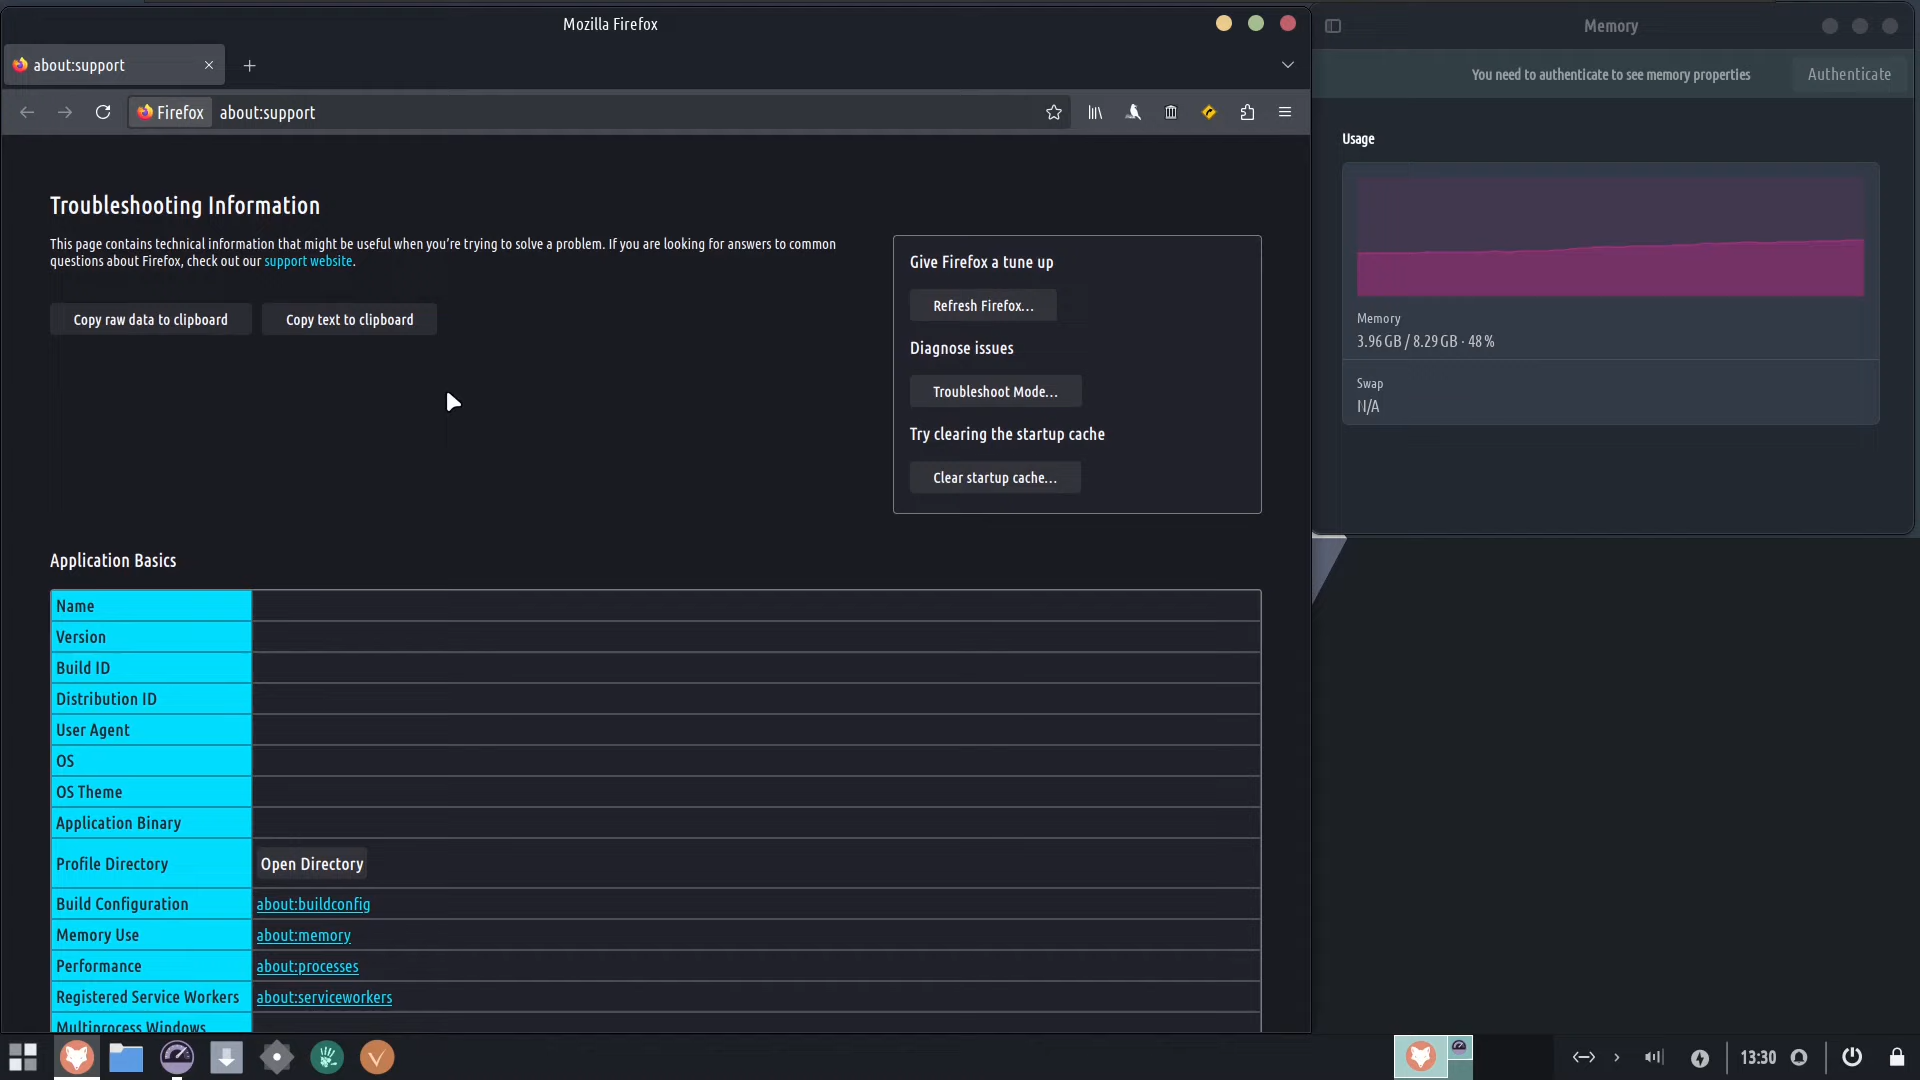 Mozilla Firefox
about:support
Firefox
about:support
Troubleshooting Information
This page contains technical information that might be useful when you're trying to solve a problem. If you are looking for answers to common
questions about Firefox, check out our support website.
Copy raw data to clipboard
Copy text to clipboard
Give Firefox a tune up
Refresh Firefox…
Diagnose issues
Troubleshoot Mode…
Try clearing the startup cache
Clear startup cache…
Application Basics
Name
Version
Build ID
Distribution ID
User Agent
OS
OS Theme
Application Binary
Profile Directory Open Directory
Build Configuration about:buildconfig
Memory Use about:memory
Performance about:processes
Registered Service Workers about:serviceworkers
Multiprocess Windows
Memory
You need to authenticate to see memory properties
Authenticate
Usage
Memory
3.96 GB / 8.29 GB · 48 %
Swap
N/A
13:30